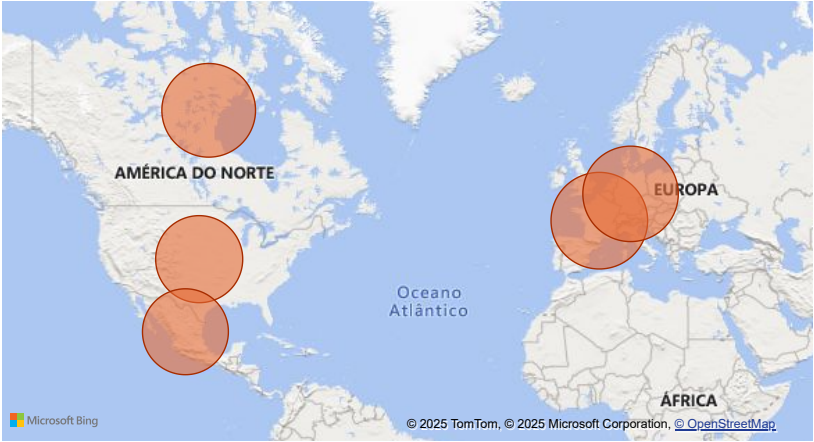 AMÉRICA DO NORTE
EUROPA
Oceano
Atlântico
ÁFRICA
Microsoft Bing
© 2025 TomTom, © 2025 Microsoft Corporation, © OpenStreetMap